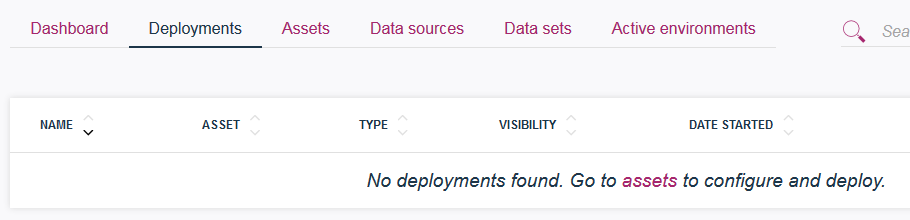 Dashboard Deployments Assets Data sources Data sets Active environments Sea
NAME ASSET TYPE VISIBILITY DATE STARTED
No deployments found. Go to assets to configure and deploy.